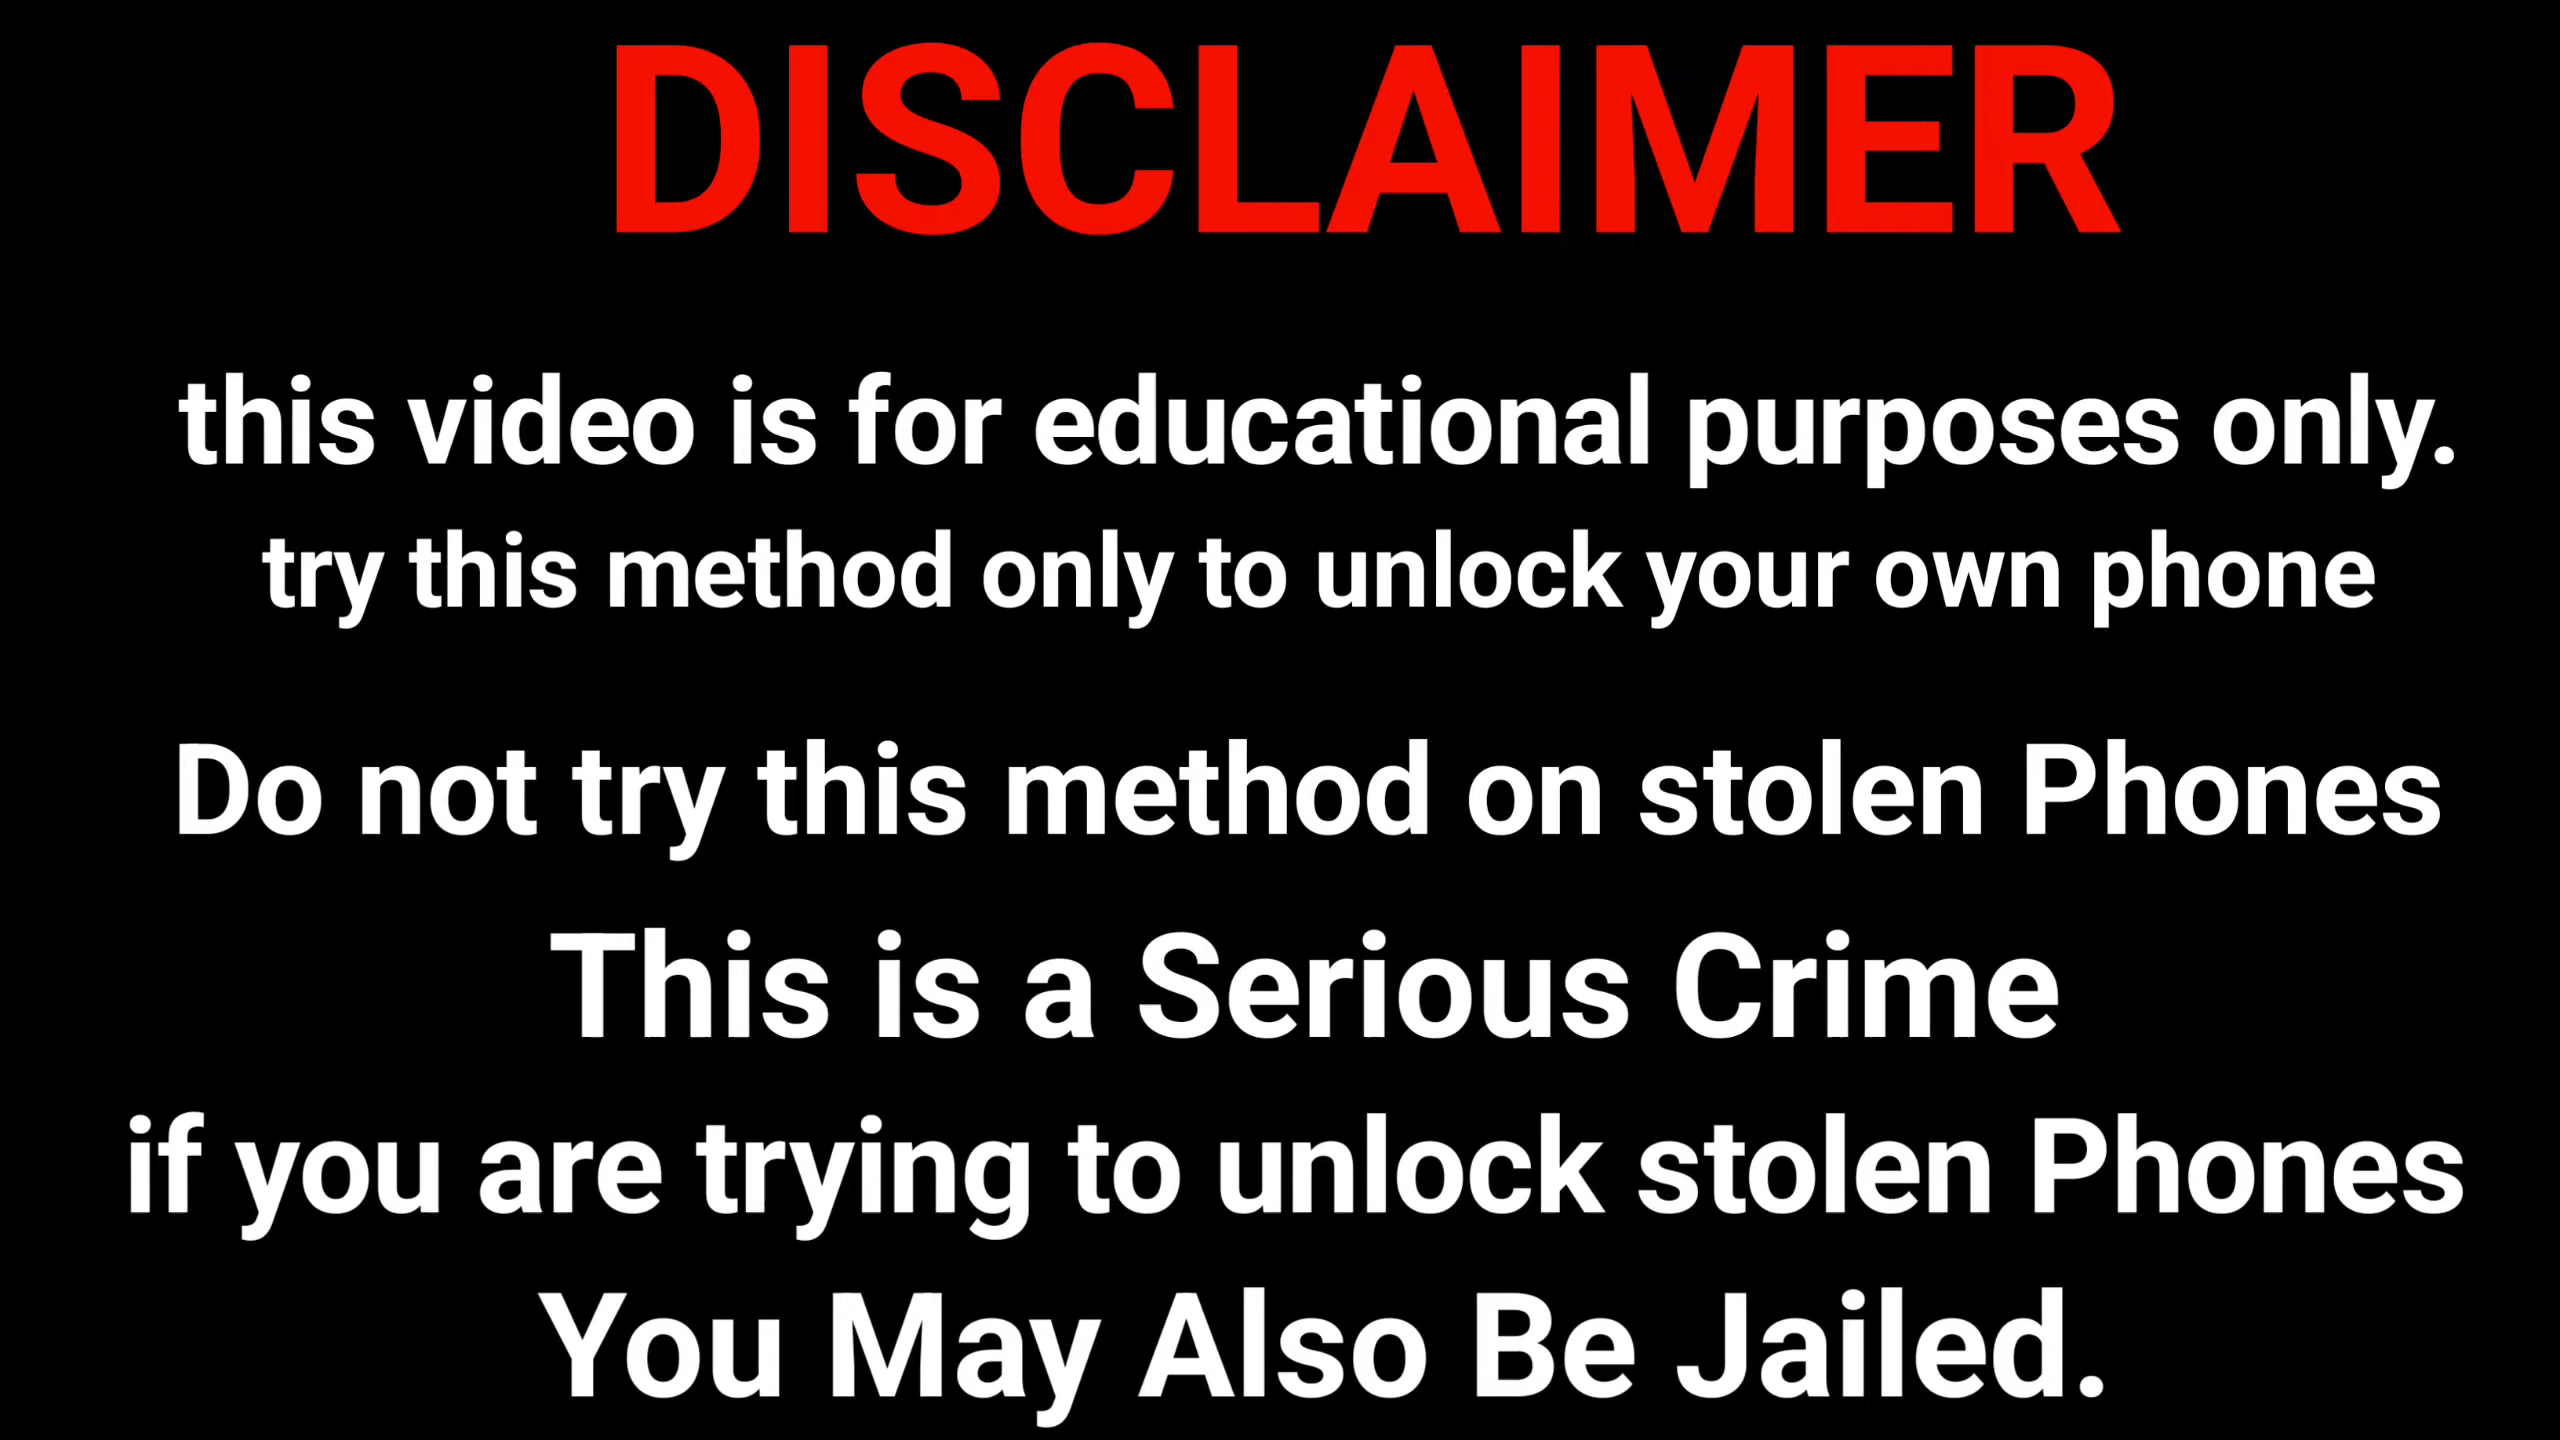 DISCLAIMER
this video is for educational purposes only.
try this method only to unlock your own phone
Do not try this method on stolen Phones
This is a Serious Crime
if you are trying to unlock stolen Phones
You May Also Be Jailed.